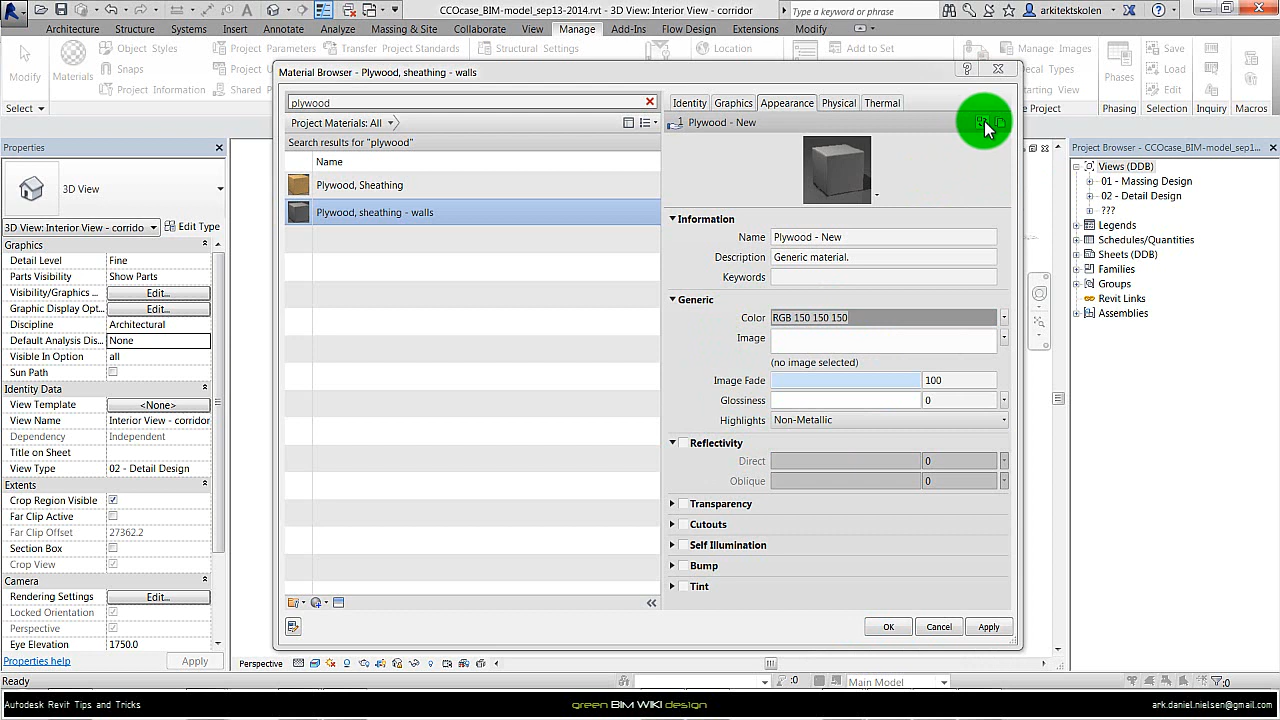 CCOcase_BIM-model_sep13-2014.rvt - 3D View: Interior View - corridor
Type a keyword or phrase
arkitektskolen
Architecture Structure Systems Insert Annotate Analyze Massing & Site Collaborate View Manage Add-Ins Flow Design Extensions Modify
Modify
Materials
Object Styles
Snaps
Project Information
Project Parameters
Shared
Transfer Project Standards
Structural Settings
Location
Add to Set
Manage Images
Decal Types
Starting View
Phases
Save
Load
Edit
Macros
Select
Project
Phasing
Selection
Inquiry
Macros
Material Browser - Plywood, sheathing - walls
plywood
Project Materials: All
Search results for "plywood"
Name
Plywood, Sheathing
Plywood, sheathing - walls
Identity Graphics Appearance Physical Thermal
1
Plywood - New
Information
Name Plywood - New
Description Generic material.
Keywords
Generic
Color RGB 150 150 150
Image
(no image selected)
Image Fade 100
Glossiness 0
Highlights Non-Metallic
Reflectivity
Direct 0
Oblique 0
Transparency
Cutouts
Self Illumination
Bump
Tint
OK Cancel Apply
Properties
3D View
3D View: Interior View - corrido Edit Type
Graphics
Detail Level Fine
Parts Visibility Show Parts
Visibility/Graphics ... Edit...
Graphic Display Opt... Edit...
Discipline Architectural
Default Analysis Dis... None
Visible In Option all
Sun Path
Identity Data
View Template <None>
View Name Interior View - corridor
Dependency Independent
Title on Sheet
View Type 02 - Detail Design
Extents
Crop Region Visible
Far Clip Active
Far Clip Offset 27362.2
Section Box
Crop View
Camera
Rendering Settings Edit...
Locked Orientation
Perspective
Eye Elevation 1750.0
Properties help Apply
Project Browser - CCOcase_BIM-model_sep1...
Views (DDB)
01 - Massing Design
02 - Detail Design
???
Legends
Schedules/Quantities
Sheets (DDB)
Families
Groups
Revit Links
Assemblies
Perspective
Ready
:0
Main Model
:0
Autodesk Revit Tips and Tricks
green BIM WIKI design
ark.daniel.nielsen@gmail.com